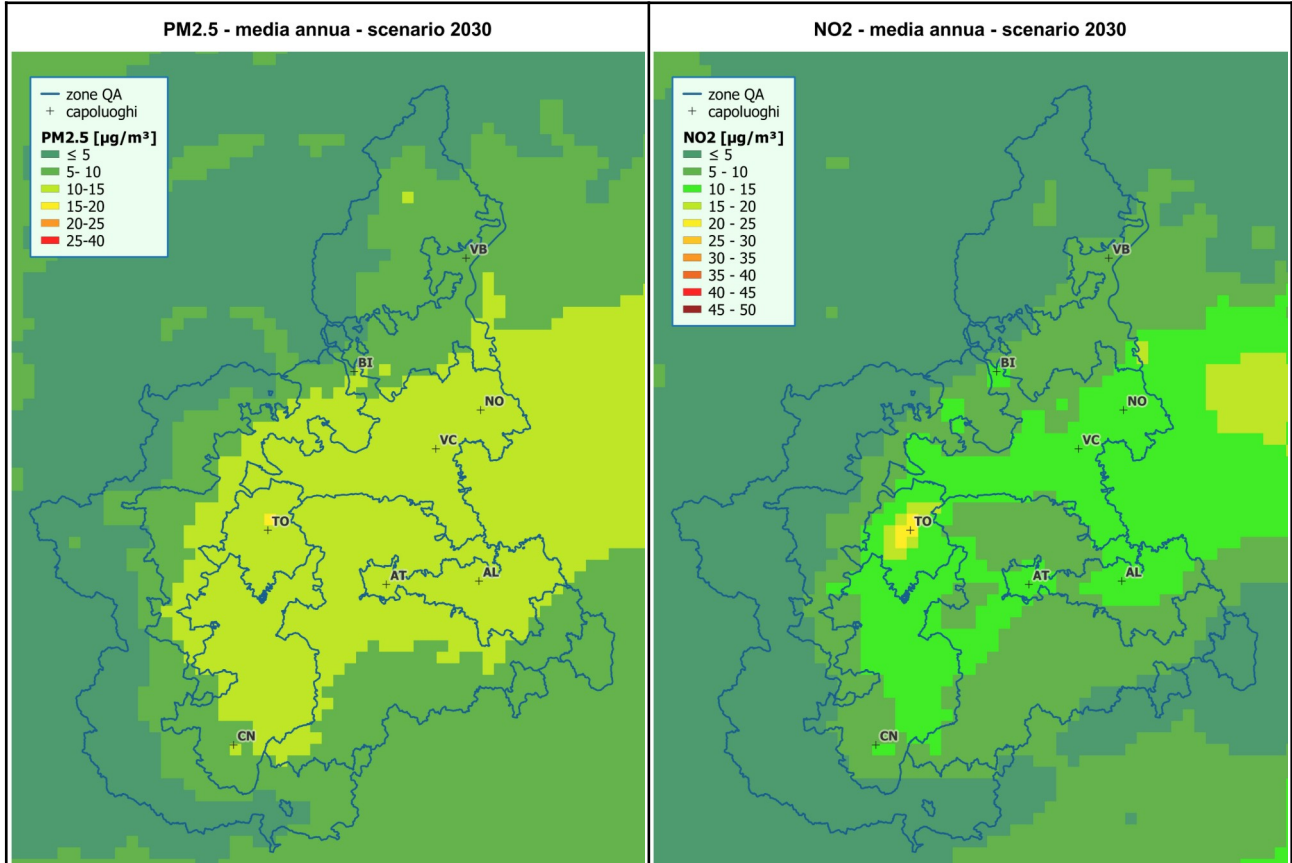 PM2.5 - media annua - scenario 2030
zone QA
capoluoghi
PM2.5 [µg/m³]
≤ 5
5- 10
10-15
15-20
20-25
25-40
VB
BI
NO
VC
TO
AT
AL
CN
NO2 - media annua - scenario 2030
zone QA
capoluoghi
NO2 [µg/m³]
≤ 5
5 - 10
10 - 15
15 - 20
20 - 25
25 - 30
30 - 35
35 - 40
40 - 45
45 - 50
VB
BI
NO
VC
TO
AT
AL
CN